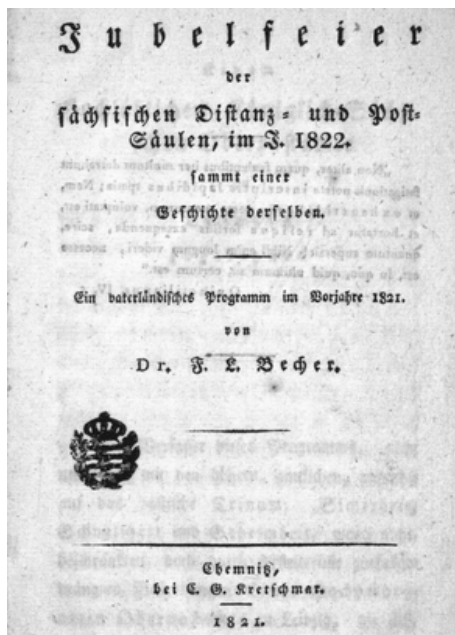 Jubelfeier
der
sächsischen Distanz- und Post-
Säulen, im J. 1822.
sammt einer
Geschichte derselben.
Ein vaterländisches Programm im Vorjahre 1821.
von
Dr. F. L. Becher.
Chemnitz,
bei C. G. Kretschmar.
1821.